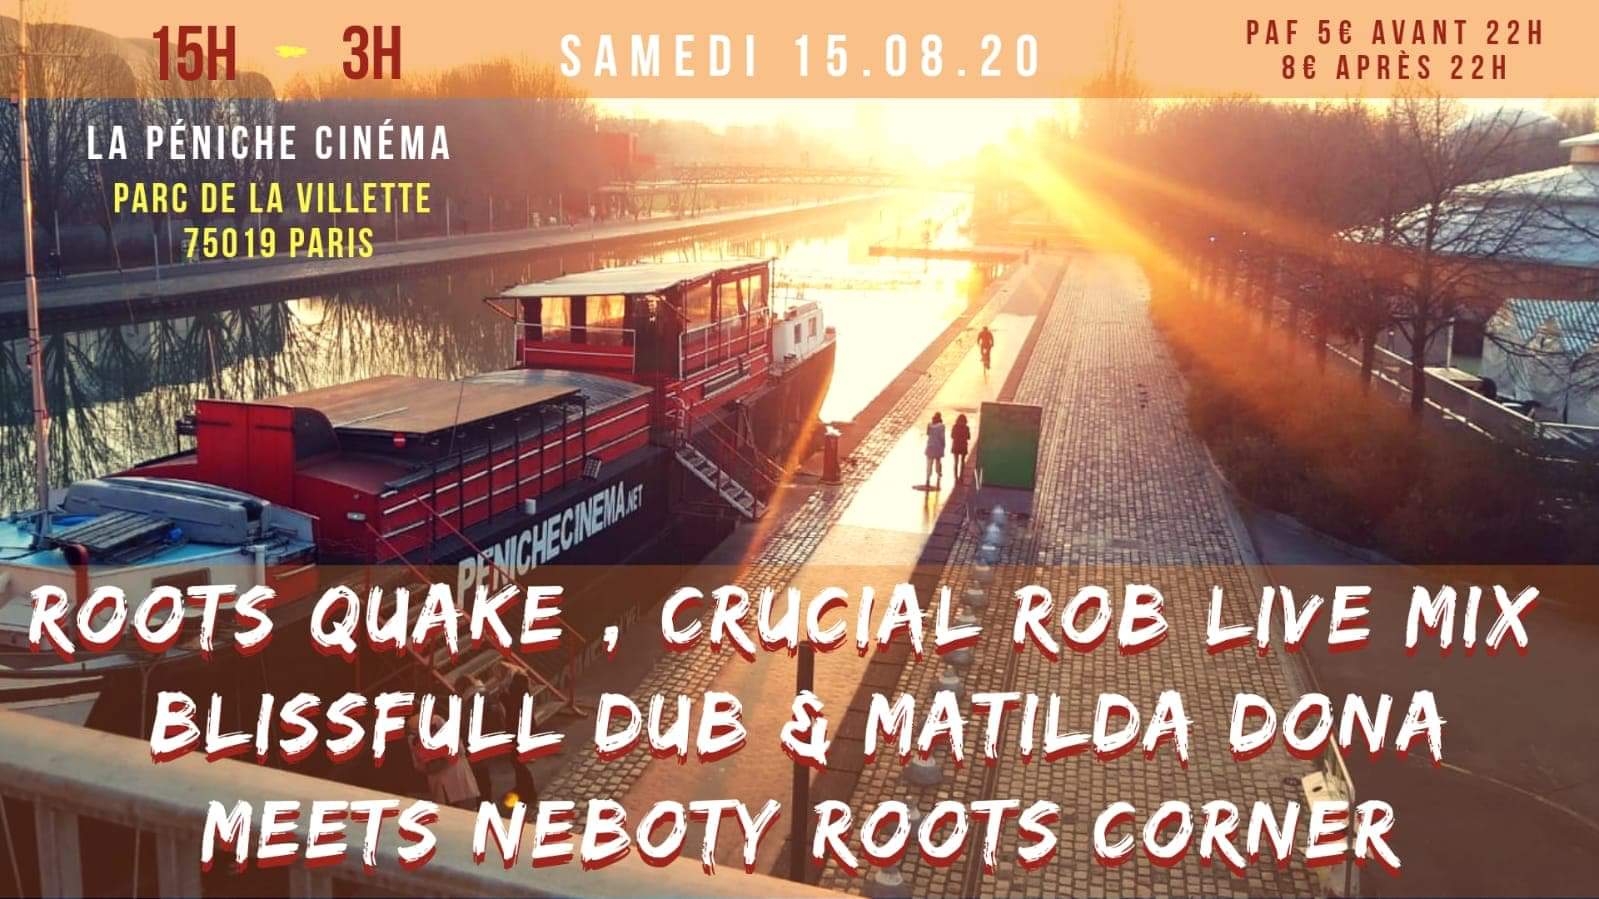 15H - 3H
SAMEDI 15.08.20
PAF 5€ AVANT 22H
8€ APRÈS 22H
LA PÉNICHE CINÉMA
PARC DE LA VILLETTE
75019 PARIS
PENICHECINEMA.NET
ROOTS QUAKE , CRUCIAL ROB LIVE MIX
BLISSFULL DUB & MATILDA DONA
MEETS NEBOTY ROOTS CORNER